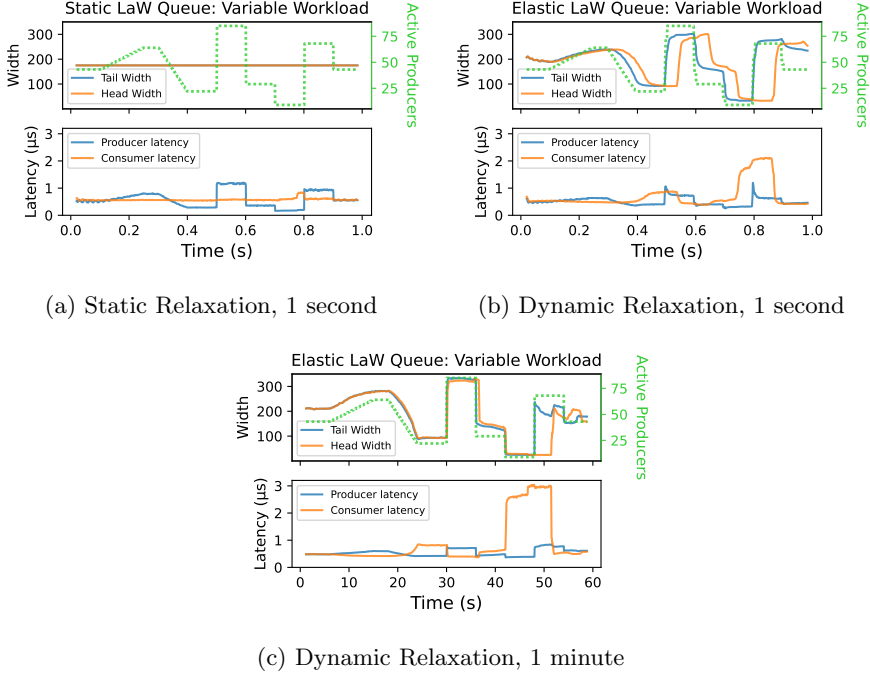 Static LaW Queue: Variable Workload
300
200
100
Width
Tail Width
Head Width
75
50
25
Active Producers
3
2
1
0
Latency (µs)
Producer latency
Consumer latency
0.0 0.2 0.4 0.6 0.8 1.0
Time (s)
(a) Static Relaxation, 1 second
Elastic LaW Queue: Variable Workload
300
200
100
Width
Tail Width
Head Width
75
50
25
Active Producers
3
2
1
0
Latency (µs)
Producer latency
Consumer latency
0.0 0.2 0.4 0.6 0.8 1.0
Time (s)
(b) Dynamic Relaxation, 1 second
Elastic LaW Queue: Variable Workload
300
200
100
Width
Tail Width
Head Width
75
50
25
Active Producers
3
2
1
0
Latency (µs)
Producer latency
Consumer latency
0 10 20 30 40 50 60
Time (s)
(c) Dynamic Relaxation, 1 minute